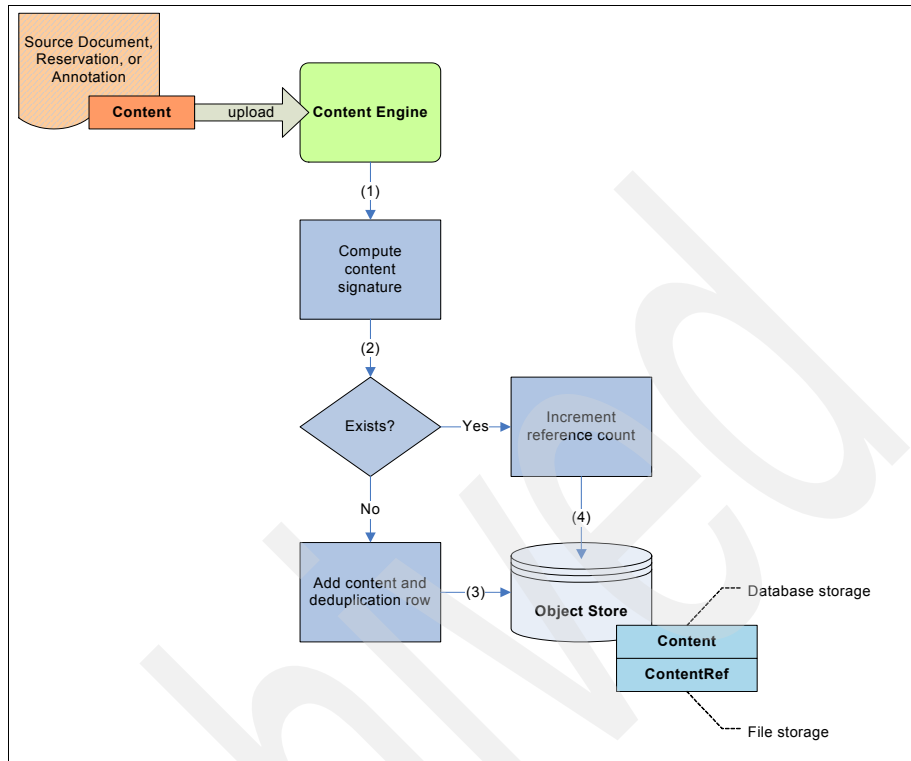 Source Document,
Reservation, or
Annotation
Content
upload
Content Engine
(1)
Compute
content
signature
(2)
Exists?
Yes
Increment
reference count
No
(4)
Add content and
deduplication row
(3)
Object Store
Database storage
Content
ContentRef
File storage
hived